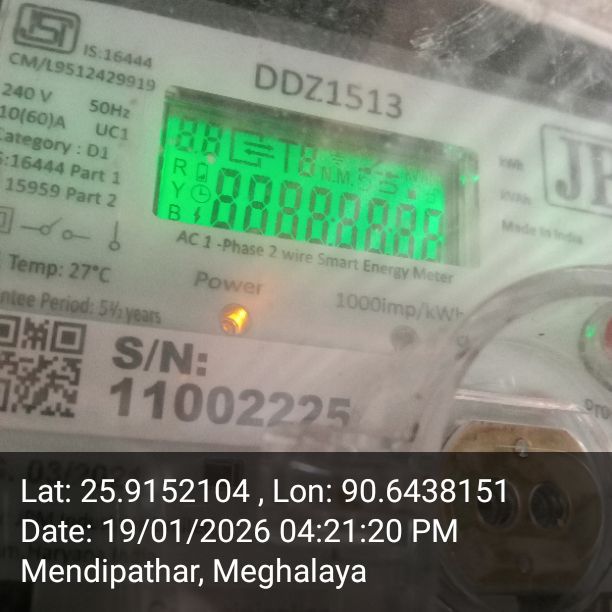 IS:16444
CM/L9512429919
DDZ1513
240 V 50Hz
10(60)A UC1
Category : D1
:16444 Part 1
15959 Part 2
R
Y
B
N.M.
88888888
kWh
Made in India
AC 1 -Phase 2 wire Smart Energy Meter
Temp: 27°C
Power
1000imp/kWh
ntee Period: 5½ years
S/N:
11002225
Lat: 25.9152104 , Lon: 90.6438151
Date: 19/01/2026 04:21:20 PM
Mendipathar, Meghalaya